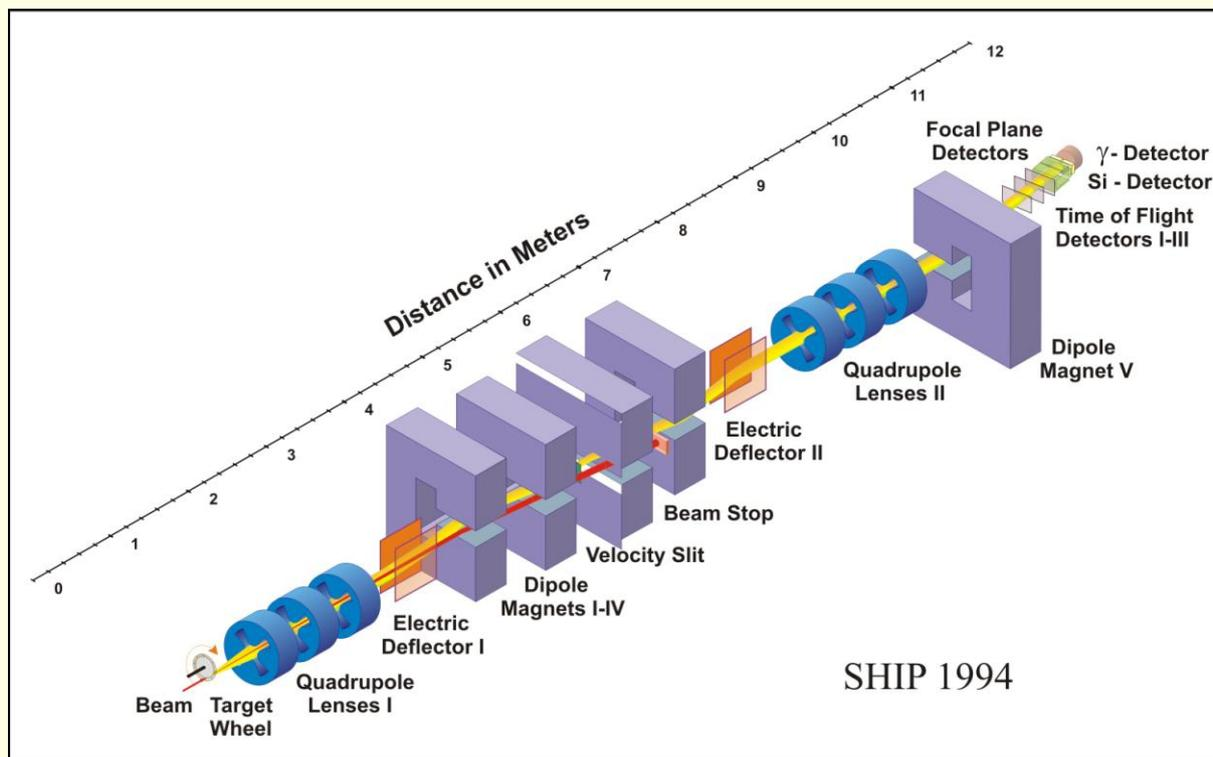 12
11
10
9
8
7
6
5
4
3
2
1
0
Distance in Meters
Focal Plane
Detectors
γ- Detector
Si - Detector
Time of Flight
Detectors I-III
Dipole
Magnet V
Quadrupole
Lenses II
Electric
Deflector II
Beam Stop
Velocity Slit
Dipole
Magnets I-IV
Electric
Deflector I
Quadrupole
Lenses I
Beam
Target
Wheel
SHIP 1994